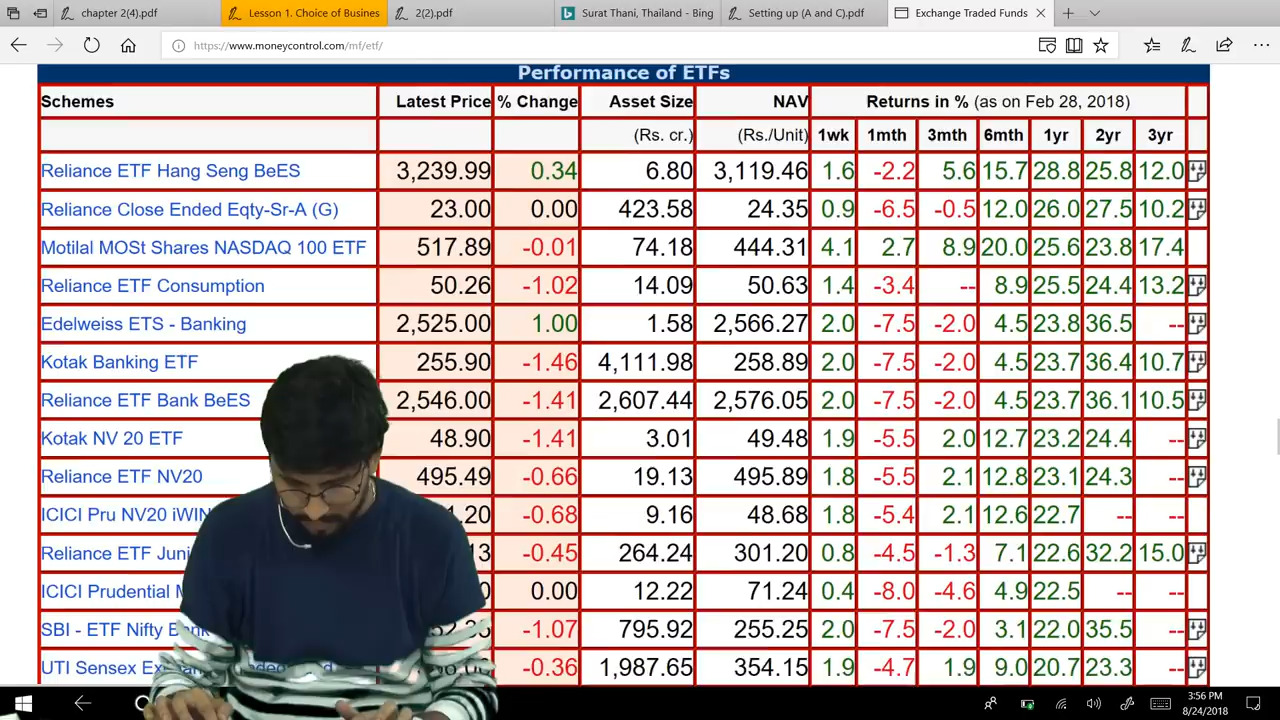 chapter 2(4).pdf
Lesson 1. Choice of Busines
2(2).pdf
Surat Thani, Thailand - Bing
Setting up (A and C).pdf
Exchange Traded Funds
https://www.moneycontrol.com/mf/etf/
Performance of ETFs
Schemes Latest Price % Change Asset Size NAV Returns in % (as on Feb 28, 2018)
(Rs. cr.) (Rs./Unit) 1wk 1mth 3mth 6mth 1yr 2yr 3yr
Reliance ETF Hang Seng BeES 3,239.99 0.34 6.80 3,119.46 1.6 -2.2 5.6 15.7 28.8 25.8 12.0
Reliance Close Ended Eqty-Sr-A (G) 23.00 0.00 423.58 24.35 0.9 -6.5 -0.5 12.0 26.0 27.5 10.2
Motilal MOSt Shares NASDAQ 100 ETF 517.89 -0.01 74.18 444.31 4.1 2.7 8.9 20.0 25.6 23.8 17.4
Reliance ETF Consumption 50.26 -1.02 14.09 50.63 1.4 -3.4 -- 8.9 25.5 24.4 13.2
Edelweiss ETS - Banking 2,525.00 1.00 1.58 2,566.27 2.0 -7.5 -2.0 4.5 23.8 36.5 --
Kotak Banking ETF 255.90 -1.46 4,111.98 258.89 2.0 -7.5 -2.0 4.5 23.7 36.4 10.7
Reliance ETF Bank BeES 2,546.00 -1.41 2,607.44 2,576.05 2.0 -7.5 -2.0 4.5 23.7 36.1 10.5
Kotak NV 20 ETF 48.90 -1.41 3.01 49.48 1.9 -5.5 2.0 12.7 23.2 24.4 --
Reliance ETF NV20 495.49 -0.66 19.13 495.89 1.8 -5.5 2.1 12.8 23.1 24.3 --
ICICI Pru NV20 iWIN .20 -0.68 9.16 48.68 1.8 -5.4 2.1 12.6 22.7 -- --
Reliance ETF Juni -0.45 264.24 301.20 0.8 -4.5 -1.3 7.1 22.6 32.2 15.0
ICICI Prudential 0.00 12.22 71.24 0.4 -8.0 -4.6 4.9 22.5 -- --
SBI - ETF Nifty Bank -1.07 795.92 255.25 2.0 -7.5 -2.0 3.1 22.0 35.5 --
UTI Sensex -0.36 1,987.65 354.15 1.9 -4.7 1.9 9.0 20.7 23.3 --
3:56 PM
8/24/2018